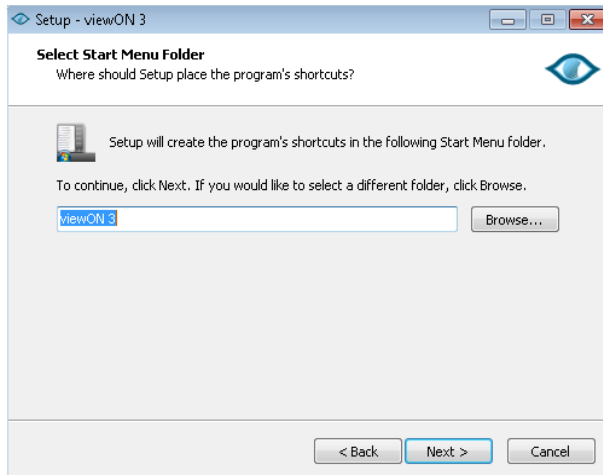 Setup - viewON 3
Select Start Menu Folder
Where should Setup place the program's shortcuts?
Setup will create the program's shortcuts in the following Start Menu folder.
To continue, click Next. If you would like to select a different folder, click Browse.
viewON 3
Browse...
< Back
Next >
Cancel